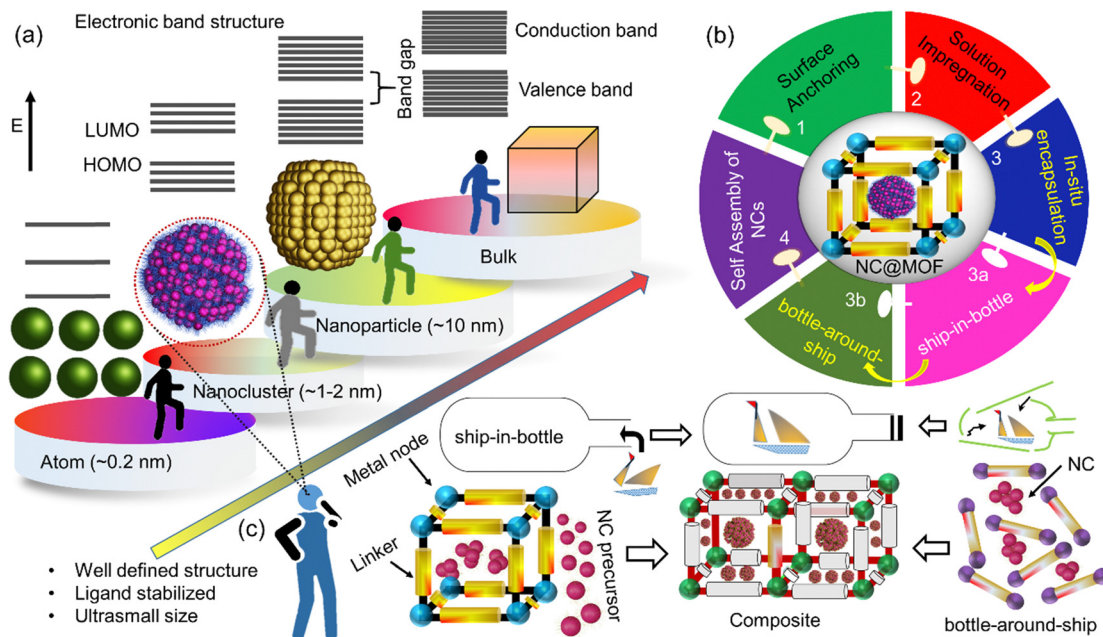 (a)
Electronic band structure
E
LUMO
HOMO
Band gap
Conduction band
Valence band
Bulk
Nanoparticle (~10 nm)
Nanocluster (~1-2 nm)
Atom (~0.2 nm)
(b)
Surface
Anchoring
1
Solution
Impregnation
2
In-situ
encapsulation
3
ship-in-bottle
3a
bottle-around-
ship
3b
Self Assembly of
NCs
4
NC@MOF
(c)
• Well defined structure
• Ligand stabilized
• Ultrasmall size
ship-in-bottle
Metal node
Linker
NC precursor
Composite
NC
bottle-around-ship